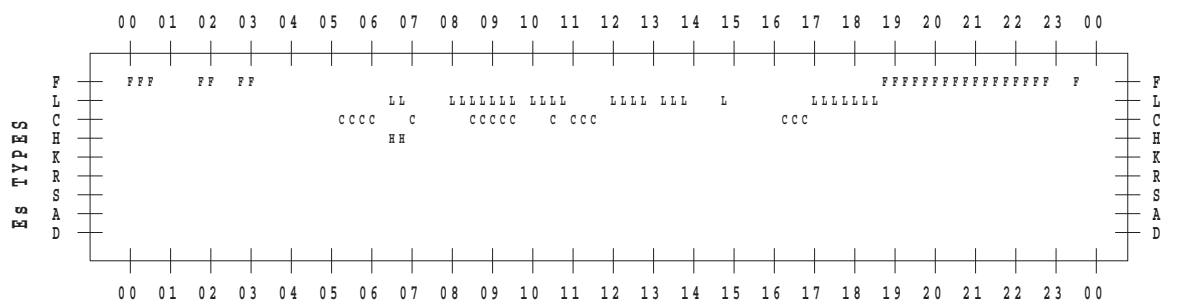 00 01 02 03 04 05 06 07 08 09 10 11 12 13 14 15 16 17 18 19 20 21 22 23 00
F FFF FF FF FFFFFFFFFFFFFFFFF F F
L LL LLLLLLL LLLL LLLL LLL L LLLLLLL L
C CCCC C CCCCC C CCC CCC C
H HH H
K K
R R
S S
A A
D D
Es TYPES
00 01 02 03 04 05 06 07 08 09 10 11 12 13 14 15 16 17 18 19 20 21 22 23 00